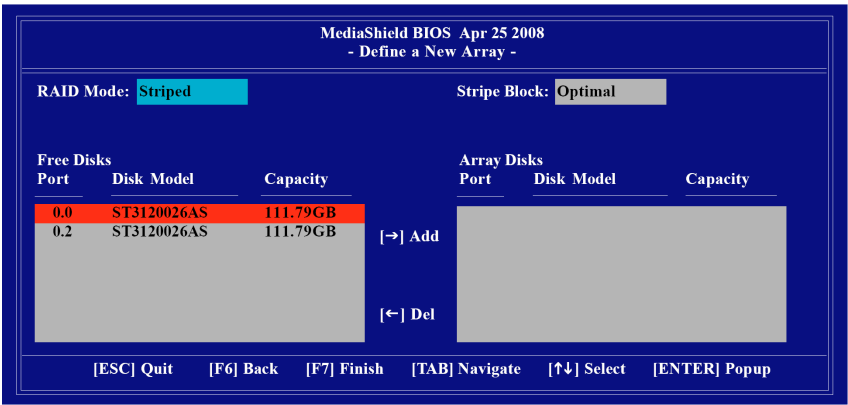 MediaShield BIOS Apr 25 2008
- Define a New Array -
RAID Mode: Striped
Stripe Block: Optimal
Free Disks
Port Disk Model Capacity
0.0 ST3120026AS 111.79GB
0.2 ST3120026AS 111.79GB
[→] Add
[←] Del
Array Disks
Port Disk Model Capacity
[ESC] Quit [F6] Back [F7] Finish [TAB] Navigate [↑↓] Select [ENTER] Popup